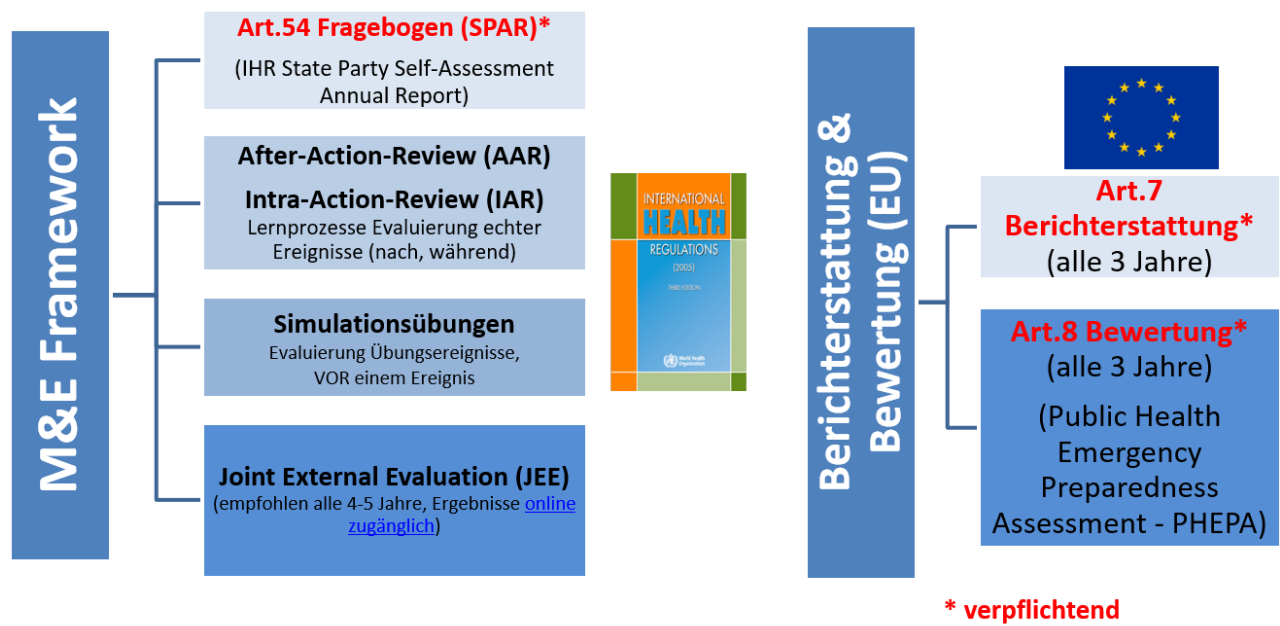 M&E Framework
Art.54 Fragebogen (SPAR)*
(IHR State Party Self-Assessment
Annual Report)
After-Action-Review (AAR)
Intra-Action-Review (IAR)
Lernprozesse Evaluierung echter
Ereignisse (nach, während)
Simulationsübungen
Evaluierung Übungsereignisse,
VOR einem Ereignis
Joint External Evaluation (JEE)
(empfohlen alle 4-5 Jahre, Ergebnisse online
zugänglich)
INTERNATIONAL
HEALTH
REGULATIONS
(2005)
THIRD EDITION
World Health
Organization
Berichterstattung &
Bewertung (EU)
Art.7
Berichterstattung*
(alle 3 Jahre)
Art.8 Bewertung*
(alle 3 Jahre)
(Public Health
Emergency
Preparedness
Assessment - PHEPA)
* verpflichtend